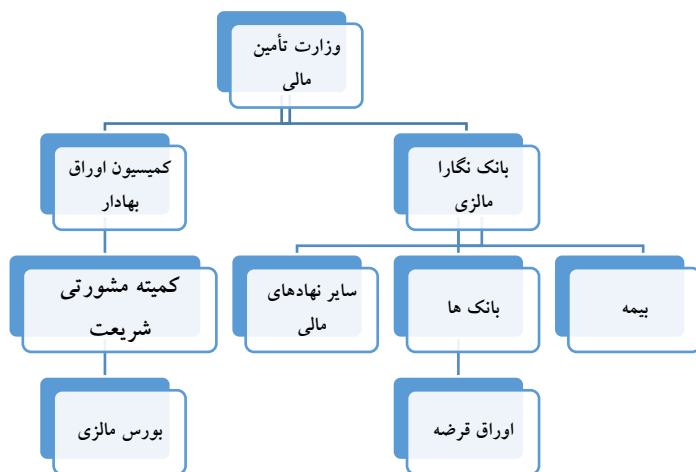 وزارت تأمین
مالی
بانک نگارا
مالزی
کمیسیون اوراق
بهادار
بیمه
بانک ها
سایر نهادهای
مالی
کمیته مشورتی
شریعت
اوراق قرضه
بورس مالزی